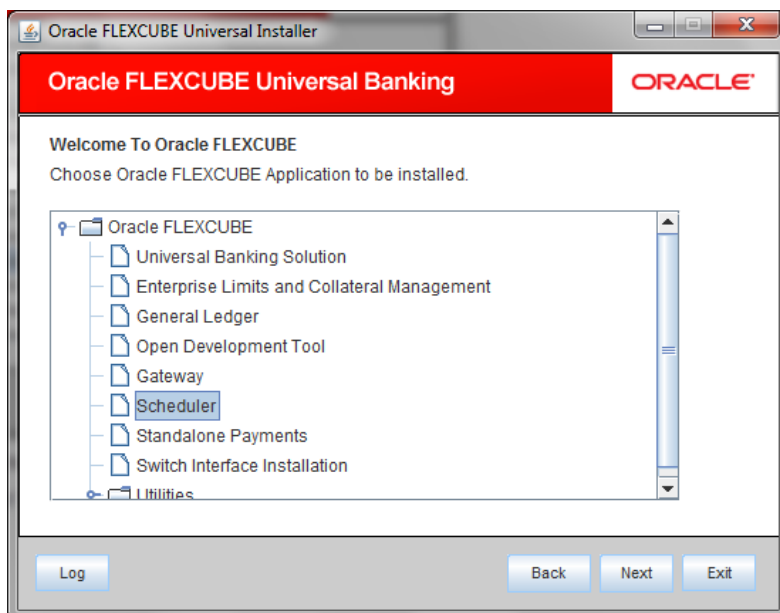 Oracle FLEXCUBE Universal Installer
Oracle FLEXCUBE Universal Banking
ORACLE
Welcome To Oracle FLEXCUBE
Choose Oracle FLEXCUBE Application to be installed.
Oracle FLEXCUBE
Universal Banking Solution
Enterprise Limits and Collateral Management
General Ledger
Open Development Tool
Gateway
Scheduler
Standalone Payments
Switch Interface Installation
Utilities
Log
Back
Next
Exit